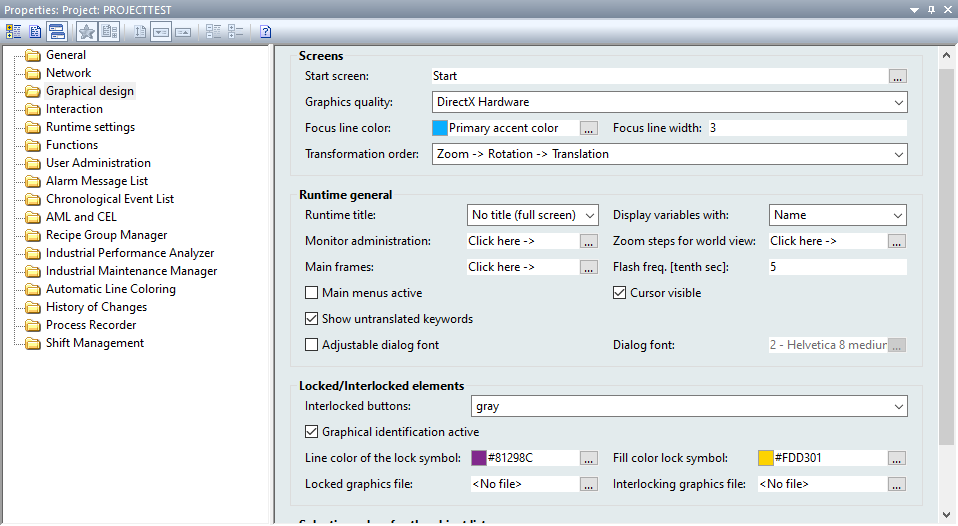 Properties: Project: PROJECTTEST
General
Network
Graphical design
Interaction
Runtime settings
Functions
User Administration
Alarm Message List
Chronological Event List
AML and CEL
Recipe Group Manager
Industrial Performance Analyzer
Industrial Maintenance Manager
Automatic Line Coloring
History of Changes
Process Recorder
Shift Management
Screens
Start screen: Start ...
Graphics quality: DirectX Hardware
Focus line color: Primary accent color ... Focus line width: 3
Transformation order: Zoom -> Rotation -> Translation
Runtime general
Runtime title: No title (full screen) Display variables with: Name
Monitor administration: Click here -> ... Zoom steps for world view: Click here -> ...
Main frames: Click here -> ... Flash freq. [tenth sec]: 5
Main menus active Cursor visible
Show untranslated keywords
Adjustable dialog font Dialog font: 2 - Helvetica 8 ...
Locked/Interlocked elements
Interlocked buttons: gray
Graphical identification active
Line color of the lock symbol: #81298C ... Fill color lock symbol: #FDD301 ...
Locked graphics file: <No file> ... Interlocking graphics file: <No file> ...